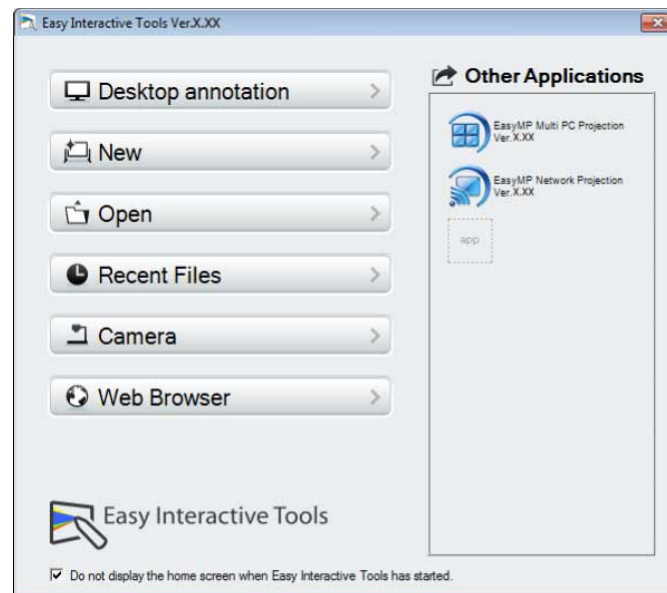 Easy Interactive Tools Ver.X.XX
Desktop annotation
New
Open
Recent Files
Camera
Web Browser
Other Applications
EasyMP Multi PC Projection
Ver.X.XX
EasyMP Network Projection
Ver.X.XX
app
Easy Interactive Tools
Do not display the home screen when Easy Interactive Tools has started.